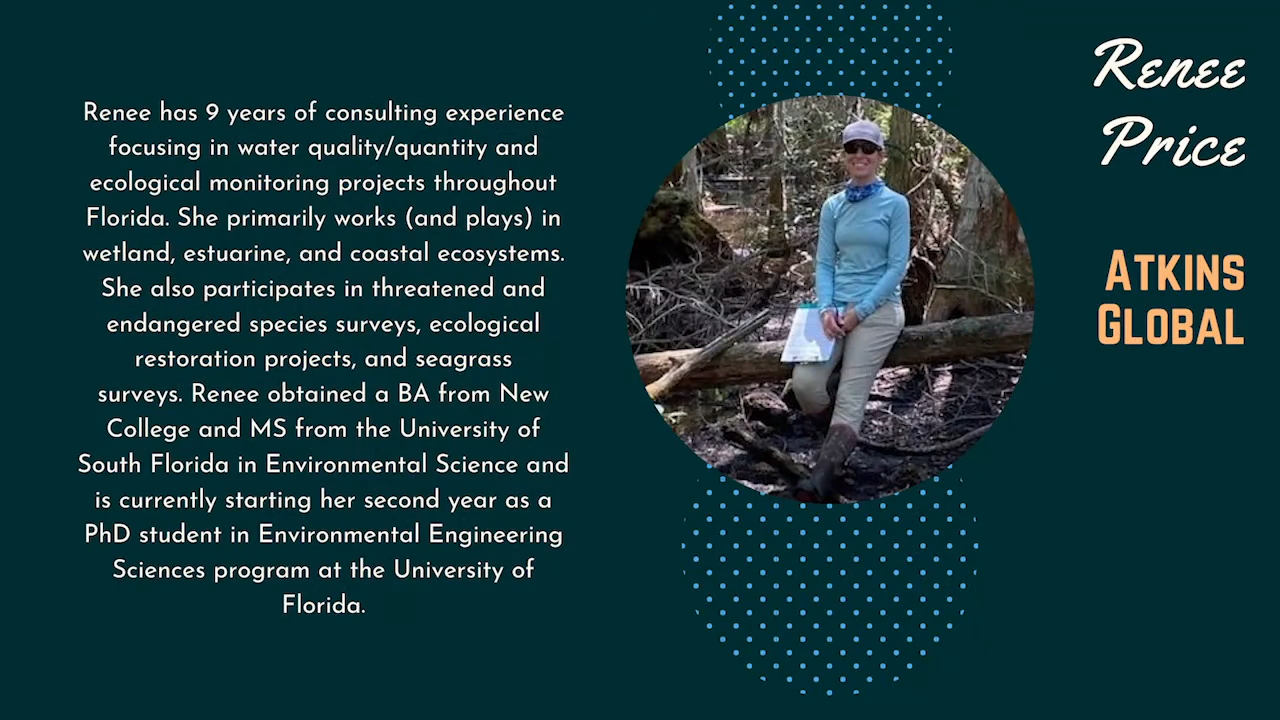 Renee has 9 years of consulting experience
focusing in water quality/quantity and
ecological monitoring projects throughout
Florida. She primarily works (and plays) in
wetland, estuarine, and coastal ecosystems.
She also participates in threatened and
endangered species surveys, ecological
restoration projects, and seagrass
surveys. Renee obtained a BA from New
College and MS from the University of
South Florida in Environmental Science and
is currently starting her second year as a
PhD student in Environmental Engineering
Sciences program at the University of
Florida.
Renee
Price
Atkins
Global